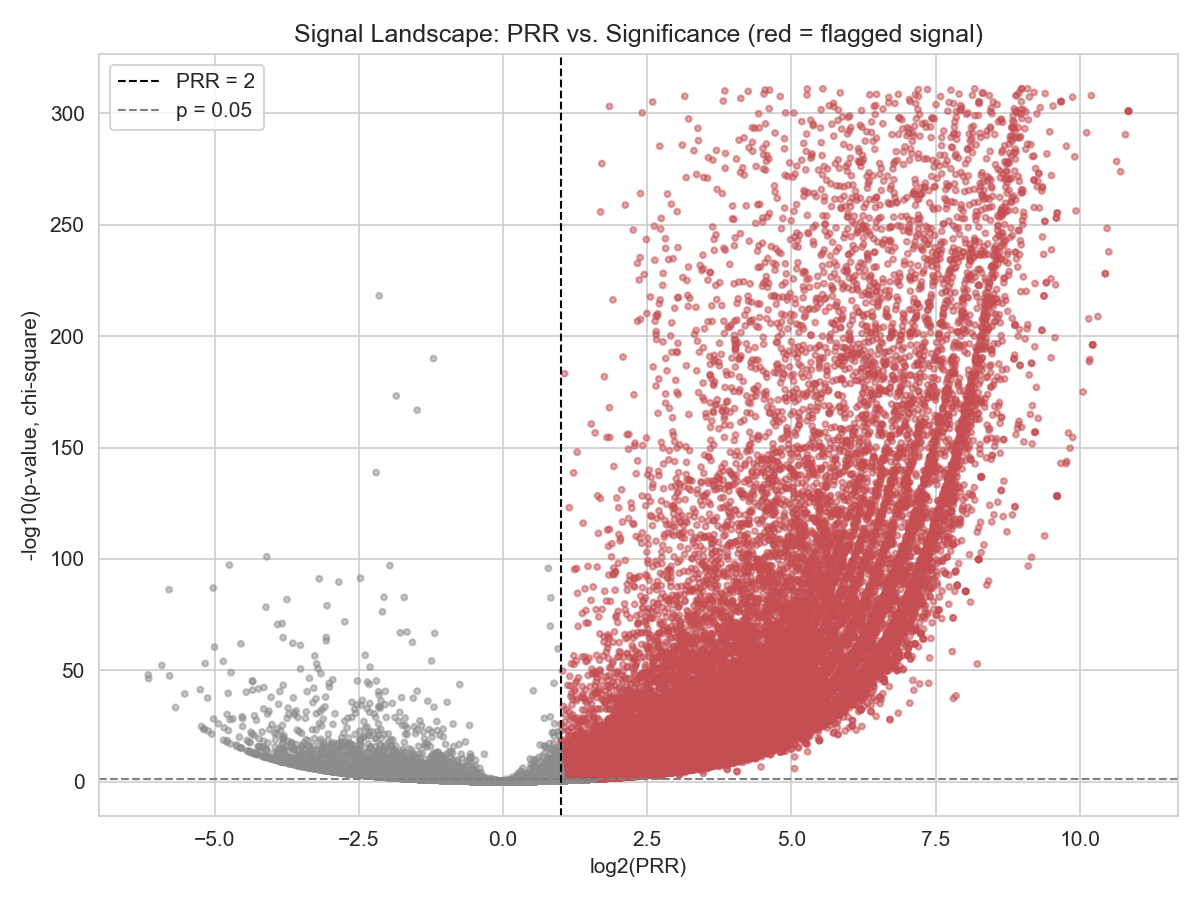 Signal Landscape: PRR vs. Significance (red = flagged signal)
PRR = 2
p = 0.05
-log10(p-value, chi-square)
300
250
200
150
100
50
0
−5.0 −2.5 0.0 2.5 5.0 7.5 10.0
log2(PRR)